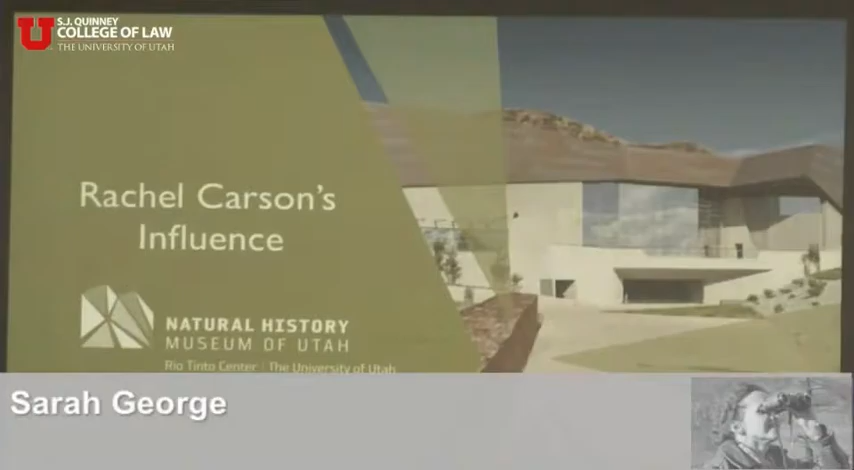 S.J. QUINNEY
COLLEGE OF LAW
THE UNIVERSITY OF UTAH
Rachel Carson's
Influence
NATURAL HISTORY
MUSEUM OF UTAH
Rio Tinto Center | The University of Utah
Sarah George